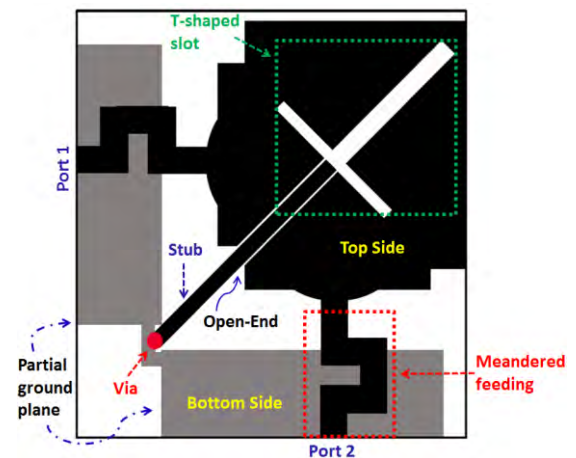 T-shaped
slot
Port 1
Top Side
Stub
Open-End
Partial
ground
plane
Via
Bottom Side
Meandered
feeding
Port 2